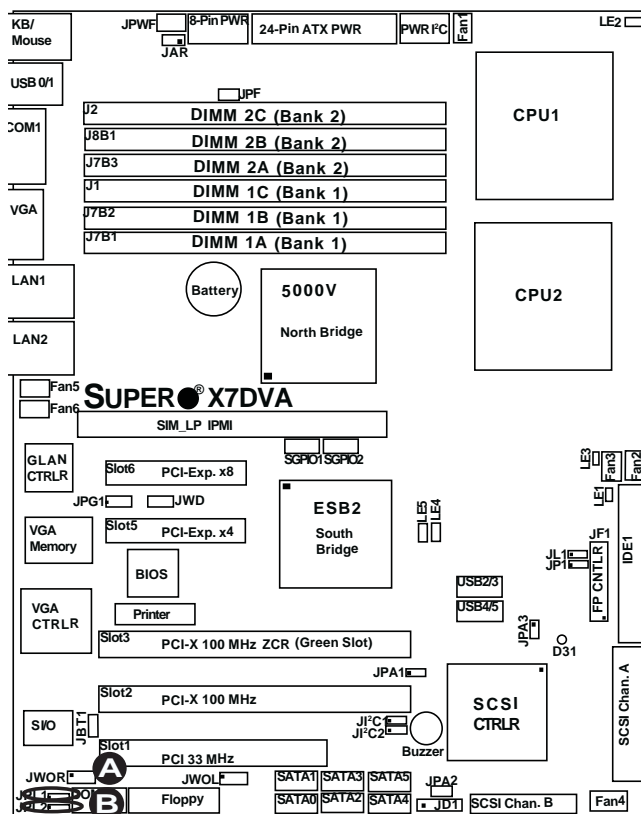 KB/
Mouse
JPWF
JAR
8-Pin PWR
24-Pin ATX PWR
PWR I²C
Fan1
LE2
USB 0/1
JPF
COM1
J2
DIMM 2C (Bank 2)
J8B1
DIMM 2B (Bank 2)
J7B3
DIMM 2A (Bank 2)
J1
DIMM 1C (Bank 1)
J7B2
DIMM 1B (Bank 1)
J7B1
DIMM 1A (Bank 1)
CPU1
VGA
LAN1
Battery
5000V
North Bridge
CPU2
LAN2
Fan5
Fan6
SUPER ® X7DVA
SIM_LP IPMI
SGPIO1
SGPIO2
GLAN
CTRLR
Slot6
PCI-Exp. x8
LE3
Fan3
Fan2
JPG1
JWD
LE1
ESB2
South
Bridge
LE5
LE4
VGA
Memory
Slot5
PCI-Exp. x4
JF1
FP CNTLR
IDE1
JL1
JP1
BIOS
USB2/3
USB4/5
VGA
CTRLR
Printer
JPA3
D31
Slot3
PCI-X 100 MHz ZCR (Green Slot)
JPA1
SCSI Chan. A
Slot2
PCI-X 100 MHz
SCSI
CTRLR
SI/O
JBT1
JI²C1
JI²C2
Buzzer
Slot1
PCI 33 MHz
A
JWOR
JWOL
SATA1
SATA3
SATA5
JPA2
JPL1
JPL2
B
Floppy
SATA0
SATA2
SATA4
JD1
SCSI Chan. B
Fan4